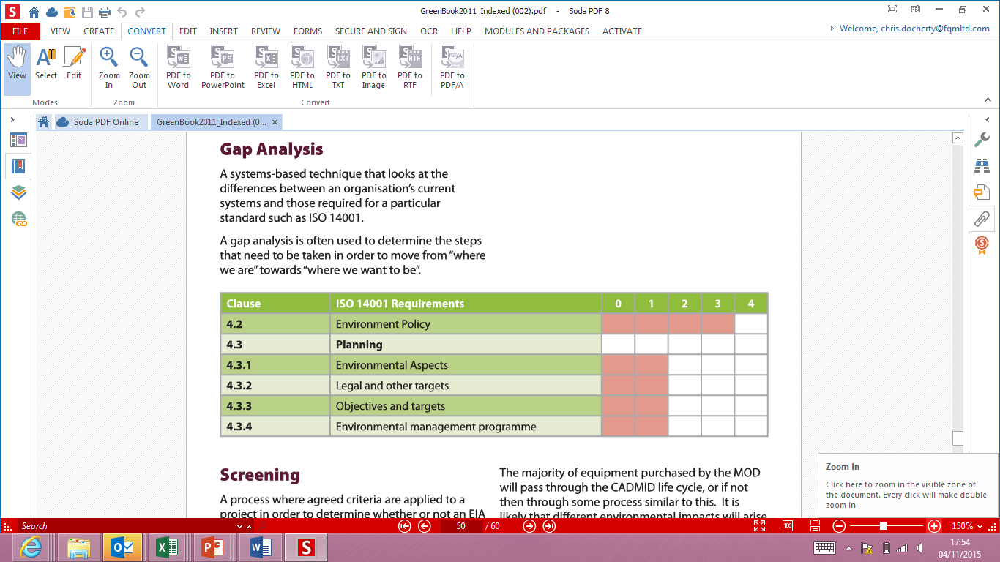 GreenBook2011_Indexed (002).pdf - Soda PDF 8
FILE VIEW CREATE CONVERT EDIT INSERT REVIEW FORMS SECURE AND SIGN OCR HELP MODULES AND PACKAGES ACTIVATE Welcome, chris.docherty@fqmltd.com
View Select Edit Zoom In Zoom Out PDF to Word PDF to PowerPoint PDF to Excel PDF to HTML PDF to TXT PDF to Image PDF to RTF PDF to PDF/A
Modes Zoom Convert
Soda PDF Online GreenBook2011_Indexed (0...
Gap Analysis
A systems-based technique that looks at the
differences between an organisation's current
systems and those required for a particular
standard such as ISO 14001.
A gap analysis is often used to determine the steps
that need to be taken in order to move from “where
we are” towards “where we want to be”.
Clause ISO 14001 Requirements 0 1 2 3 4
4.2 Environment Policy
4.3 Planning
4.3.1 Environmental Aspects
4.3.2 Legal and other targets
4.3.3 Objectives and targets
4.3.4 Environmental management programme
Screening
A process where agreed criteria are applied to a
project in order to determine whether or not an EIA
The majority of equipment purchased by the MOD
will pass through the CADMID life cycle, or if not
then through some process similar to this. It is
likely that different environmental impacts will arise
Zoom In
Click here to zoom in the visible zone of
the document. Every click will make double
zoom in.
Search 50 / 60 100 150%
17:54
04/11/2015